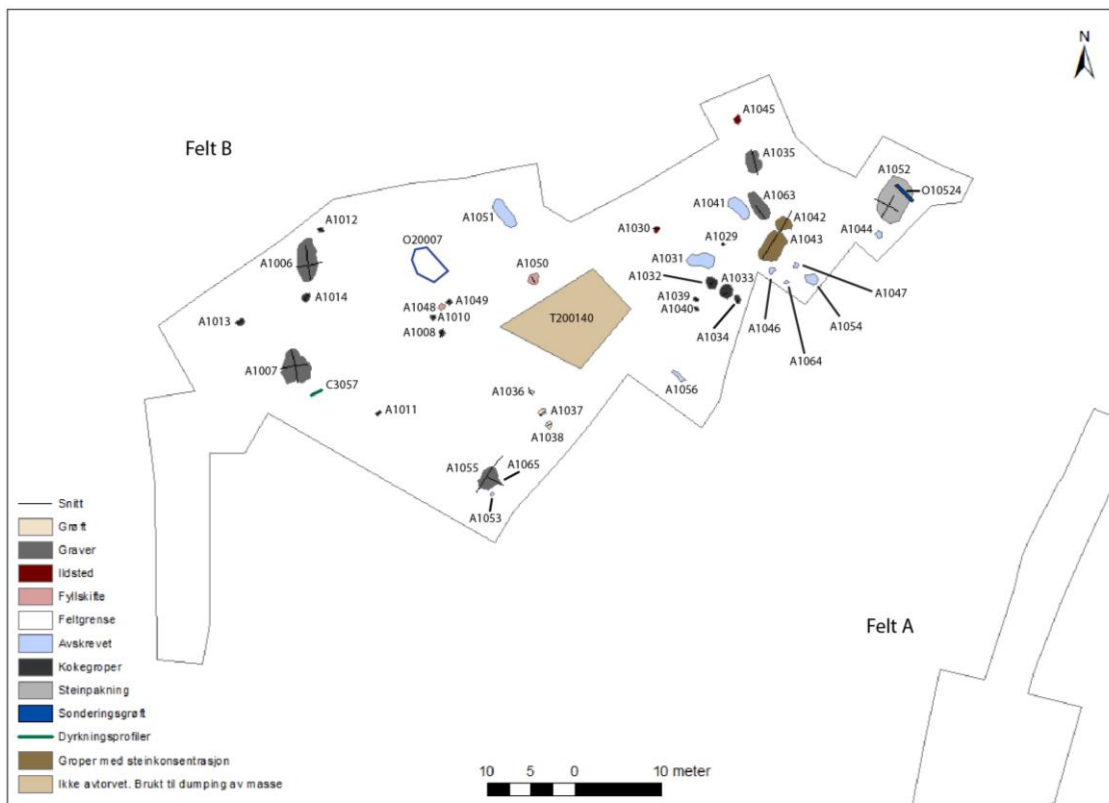 N
A1045
Felt B
A1035
A1052
O10524
A1063
A1041
A1042
A1051
A1012
A1030
A1044
A1043
A1029
O20007
A1006
A1031
A1050
A1032
A1033
A1047
A1014
A1049
A1048
A1039
A1010
A1040
A1054
T200140
A1013
A1008
A1034
A1046
A1064
A1007
A1056
C3057
A1036
A1011
A1037
A1038
A1055
A1065
A1053
Snitt
Grøft
Graver
Ildsted
Fyllskifte
Feltgrense
Avskrevet
Kokegroper
Steinpakning
Sonderingsgrøft
Dyrkningsprofiler
Groper med steinkonsentrasjon
Ikke avtorvet. Brukt til dumping av masse
Felt A
10 5 0 10 meter